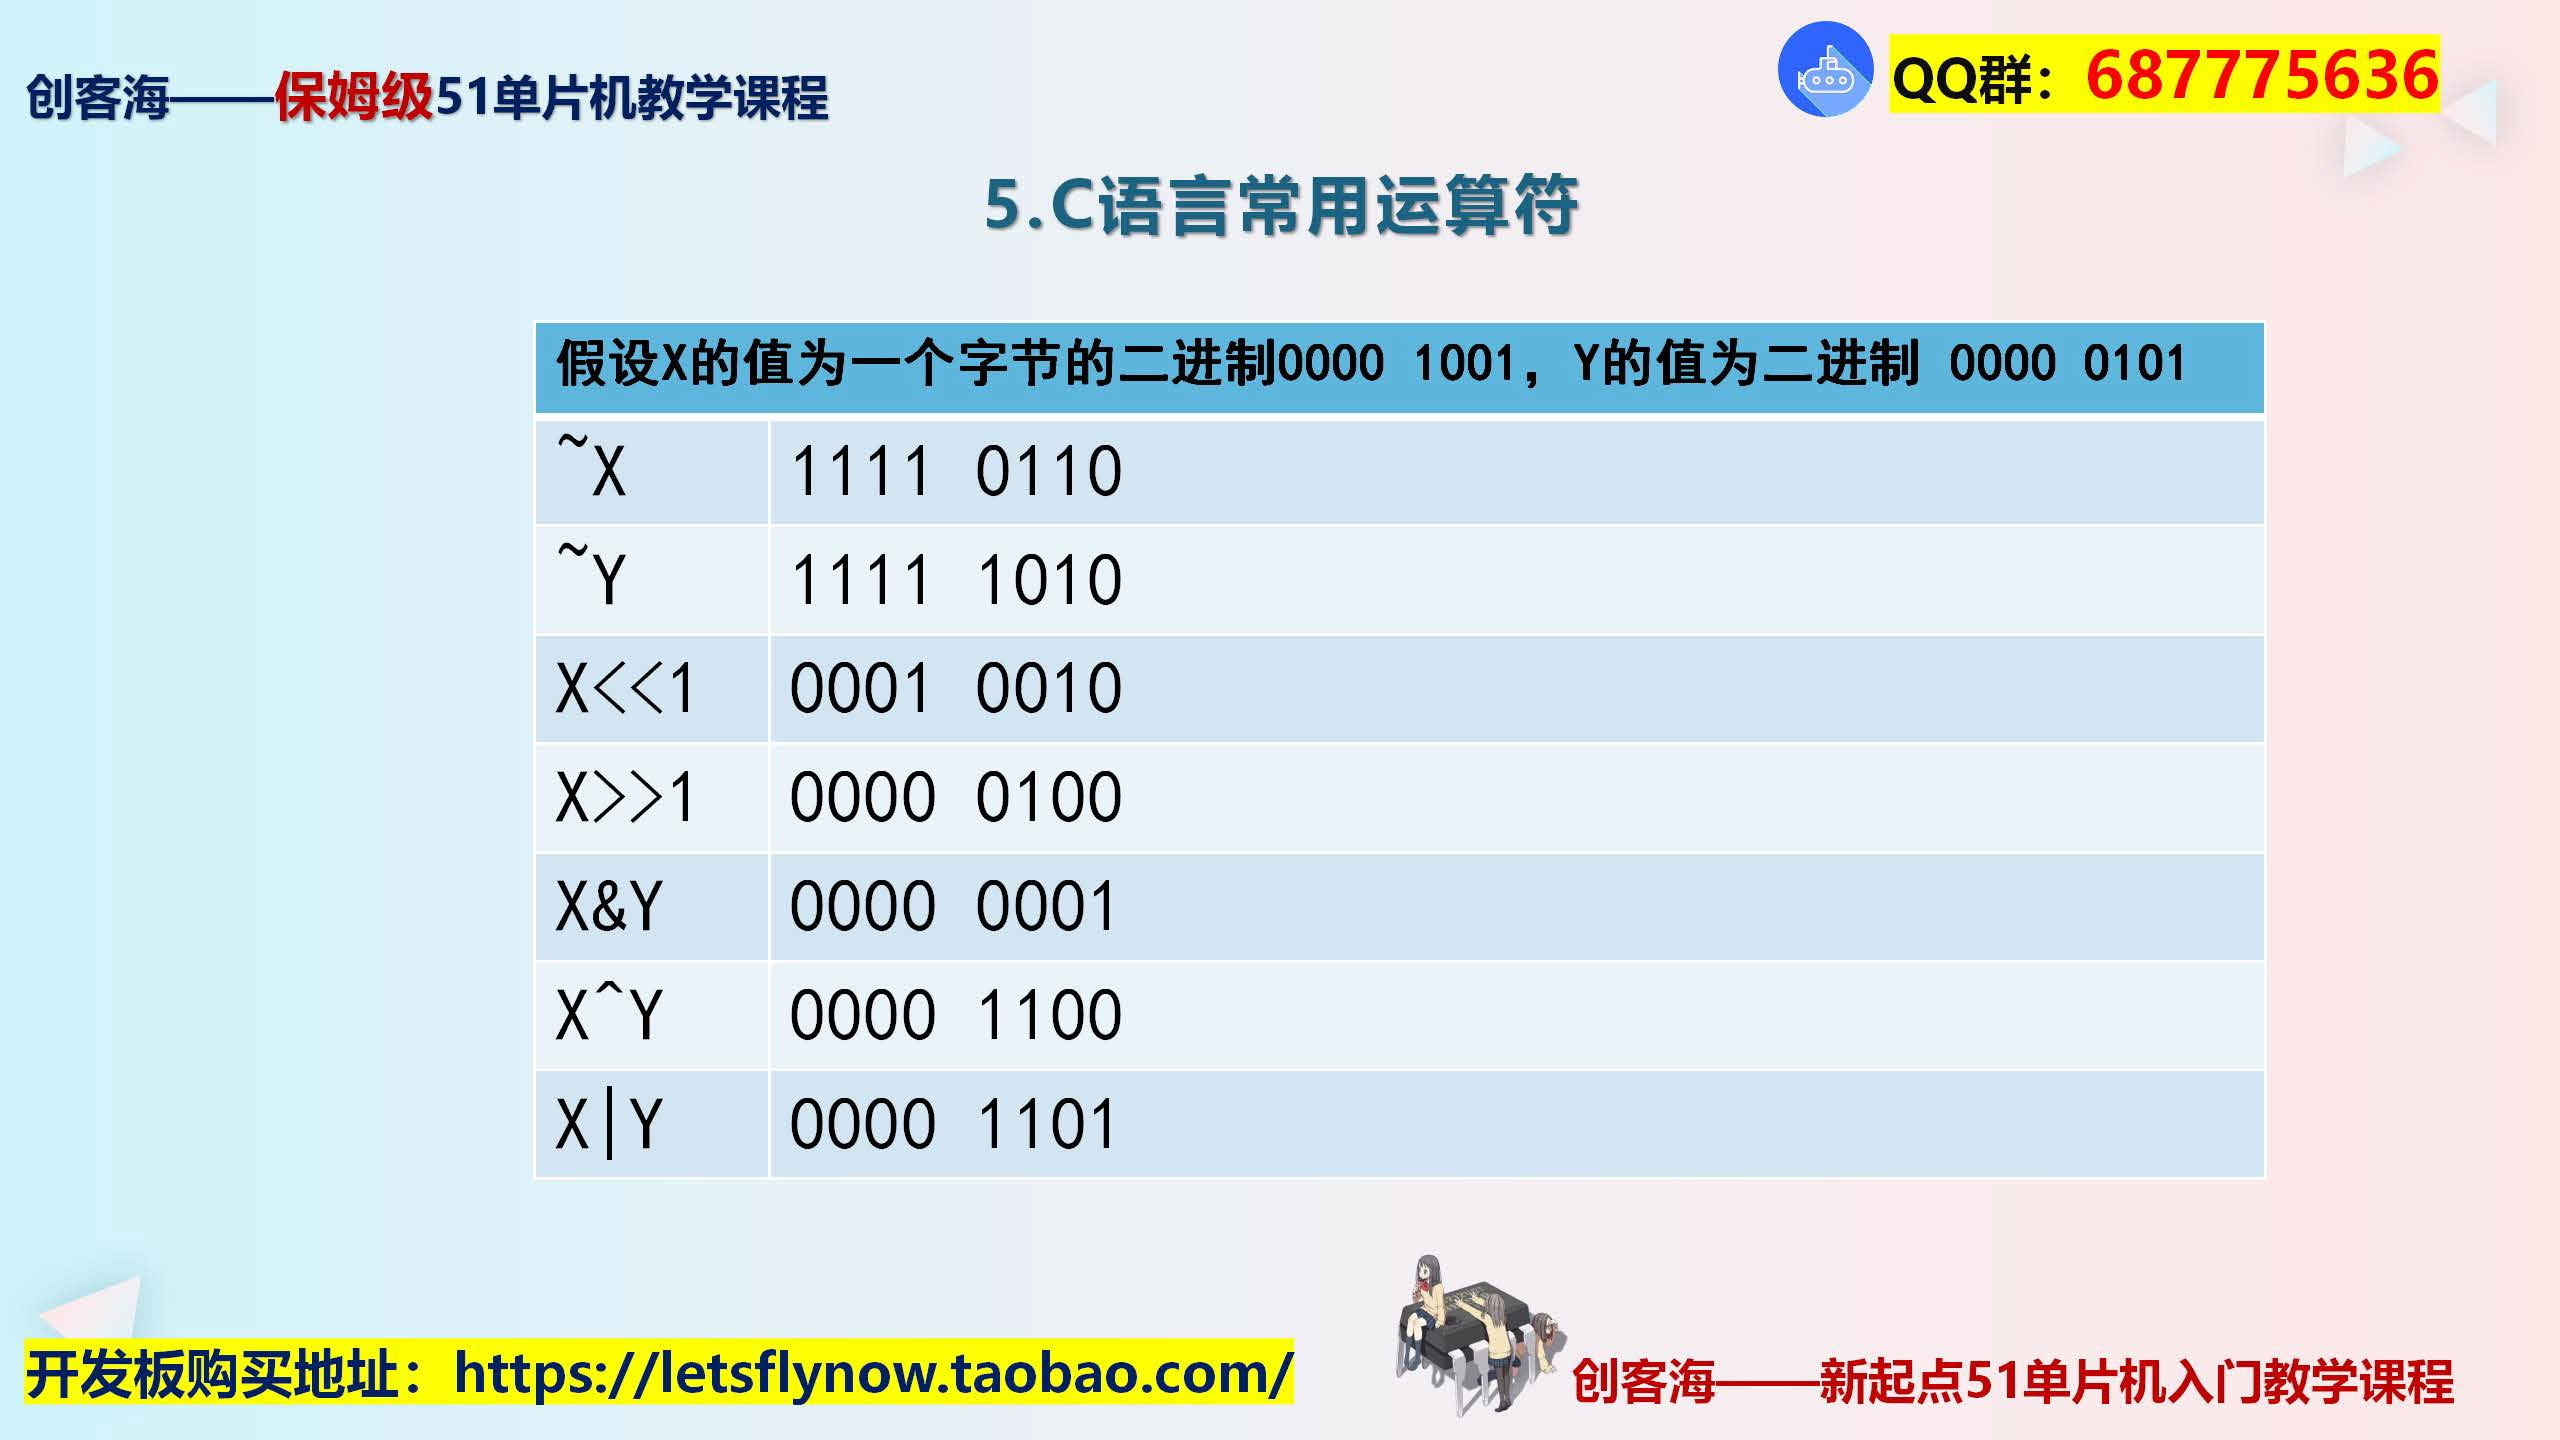 创客海——保姆级51单片机教学课程
QQ群：687775636
5.C语言常用运算符
假设X的值为一个字节的二进制0000 1001，Y的值为二进制 0000 0101
~X 1111 0110
~Y 1111 1010
X<<1 0001 0010
X>>1 0000 0100
X&Y 0000 0001
X^Y 0000 1100
X|Y 0000 1101
开发板购买地址：https://letsflynow.taobao.com/
创客海——新起点51单片机入门教学课程